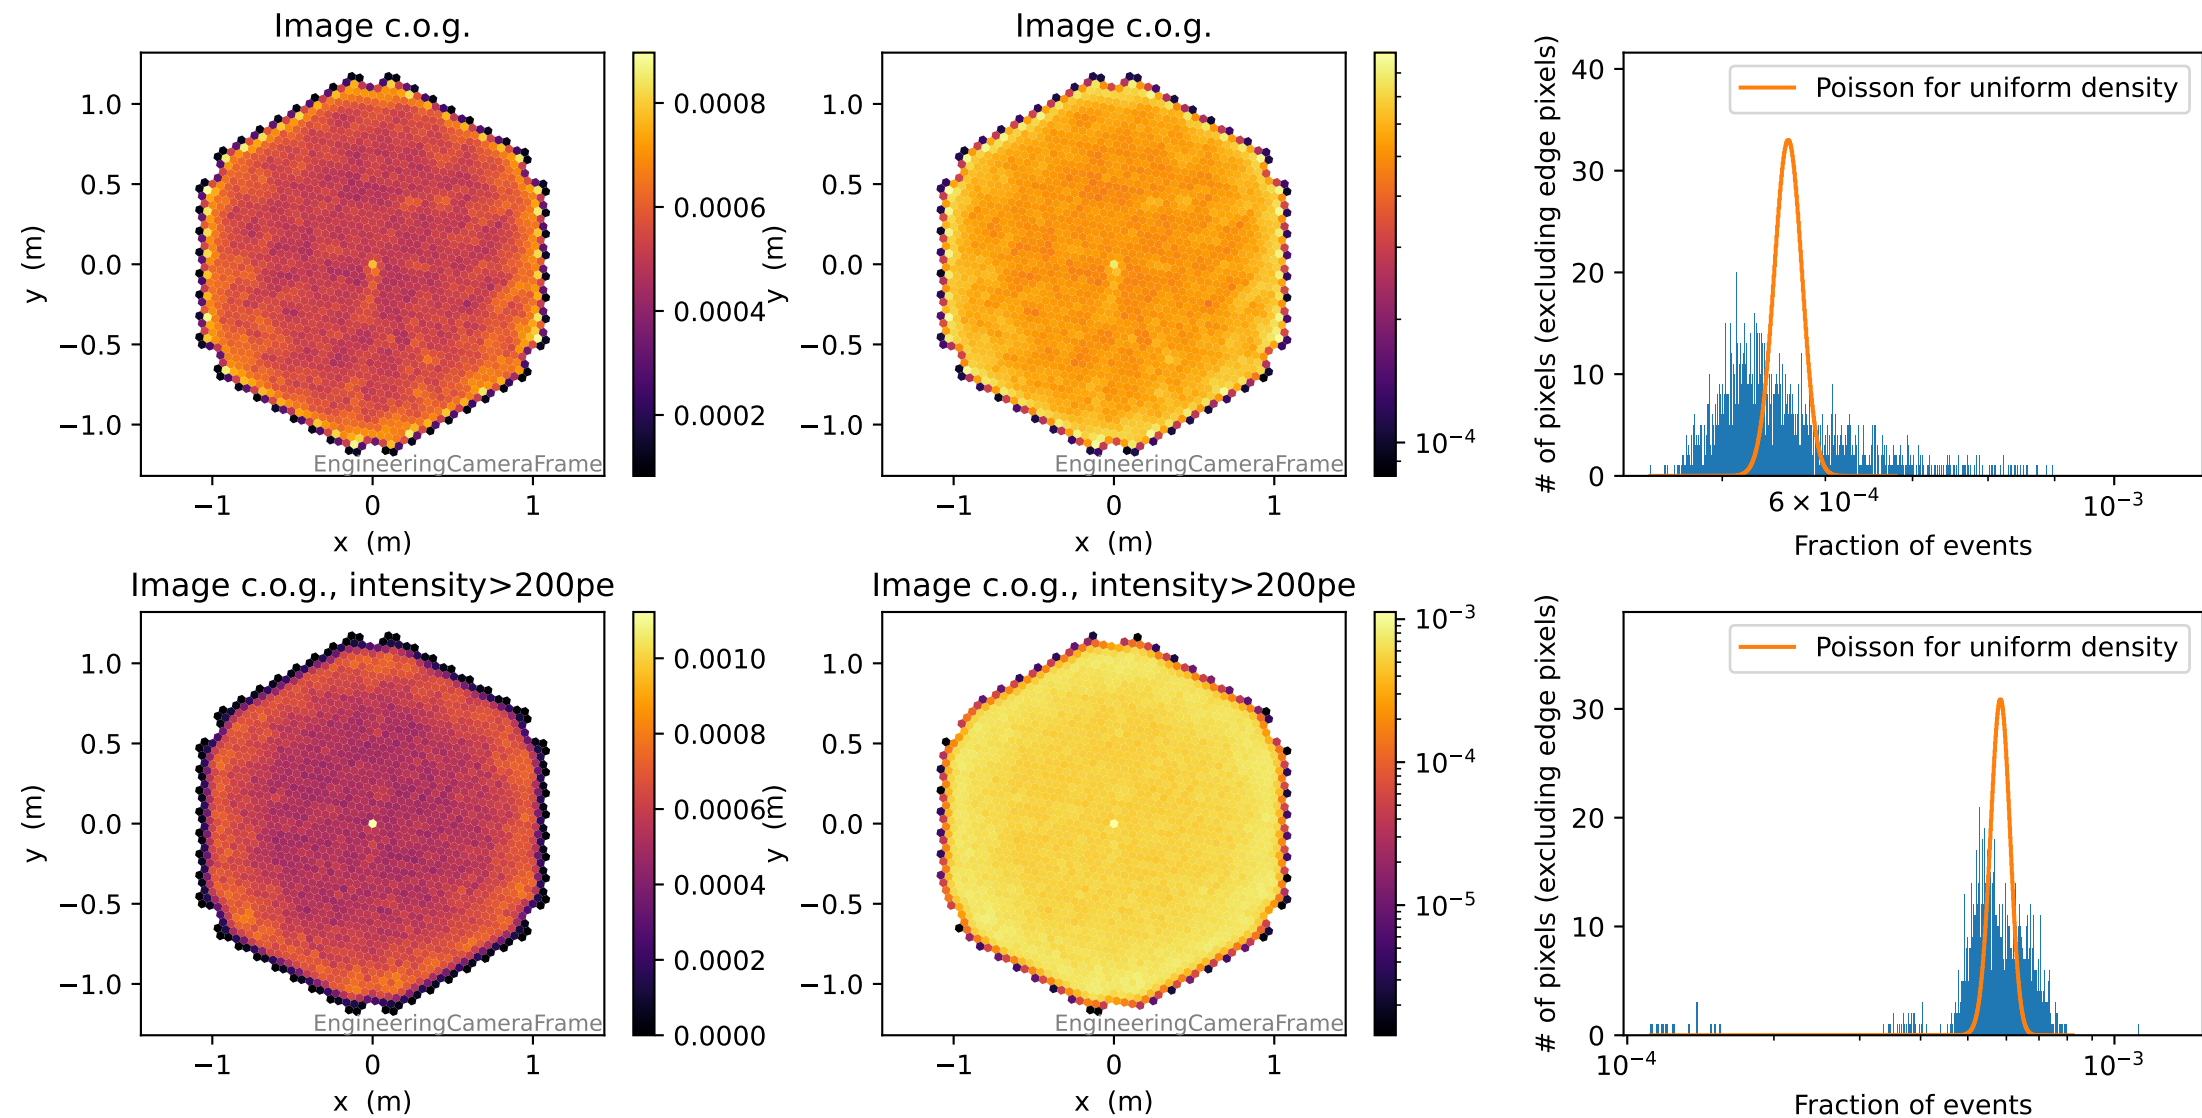 Image c.o.g.
1.0
0.5
0.0
−0.5
−1.0
y (m)
−1
0
1
x (m)
EngineeringCameraFrame
0.0008
0.0006
0.0004
0.0002
Image c.o.g.
1.0
0.5
0.0
−0.5
−1.0
y (m)
−1
0
1
x (m)
EngineeringCameraFrame
10⁻⁴
40
30
20
10
0
# of pixels (excluding edge pixels)
Poisson for uniform density
6 × 10⁻⁴
10⁻³
Fraction of events
Image c.o.g., intensity>200pe
1.0
0.5
0.0
−0.5
−1.0
y (m)
−1
0
1
x (m)
EngineeringCameraFrame
0.0010
0.0008
0.0006
0.0004
0.0002
0.0000
Image c.o.g., intensity>200pe
1.0
0.5
0.0
−0.5
−1.0
y (m)
−1
0
1
x (m)
EngineeringCameraFrame
10⁻³
10⁻⁴
10⁻⁵
30
20
10
0
# of pixels (excluding edge pixels)
Poisson for uniform density
10⁻⁴
10⁻³
Fraction of events